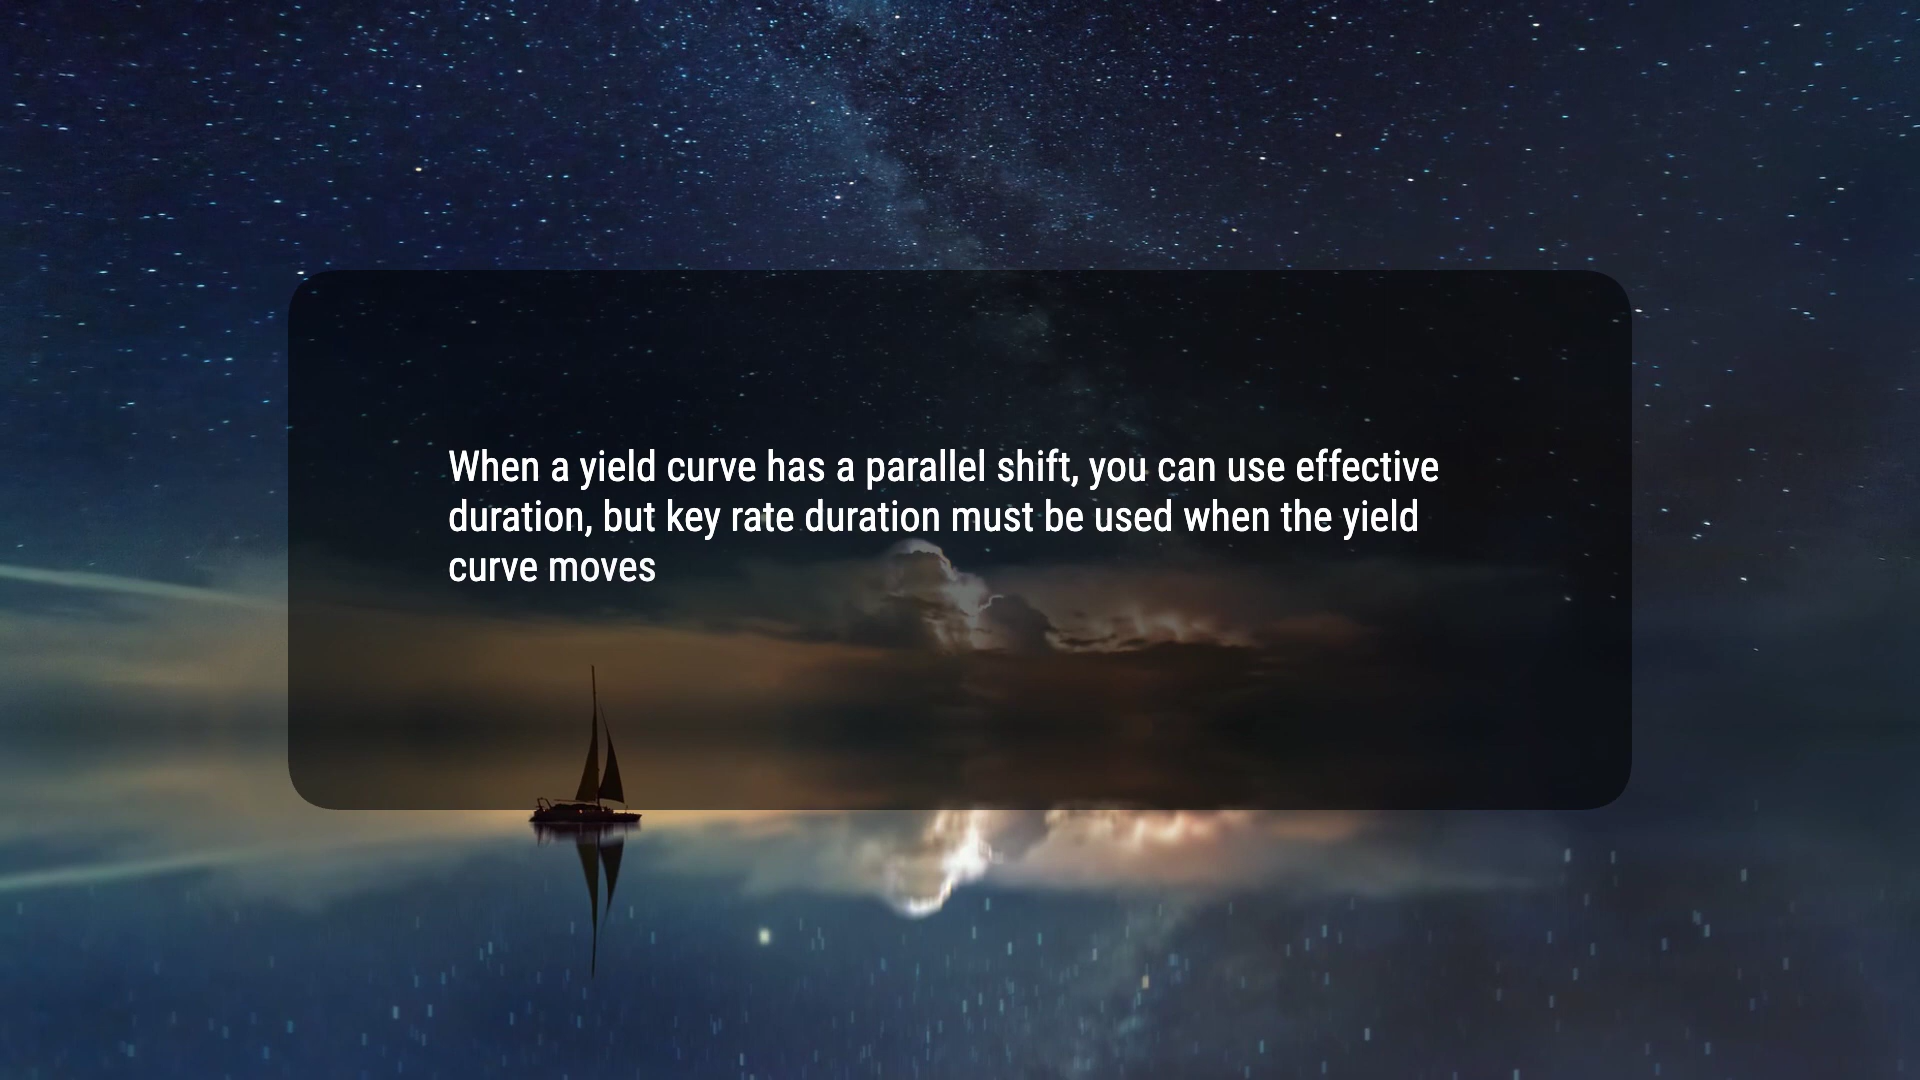 When a yield curve has a parallel shift, you can use effective
duration, but key rate duration must be used when the yield
curve moves